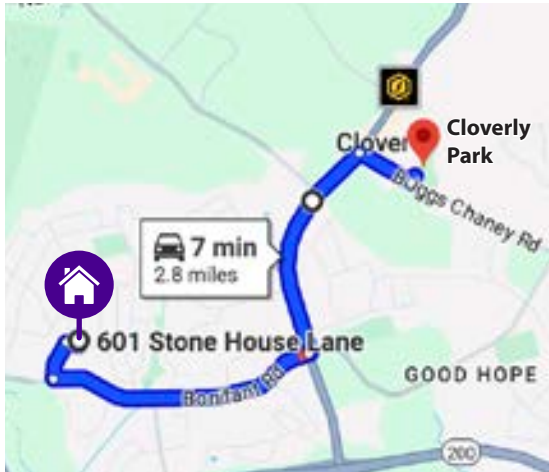 Clover
Cloverly
Park
Buggs Chaney Rd
7 min
2.8 miles
601 Stone House Lane
Bonifant Rd
GOOD HOPE
200